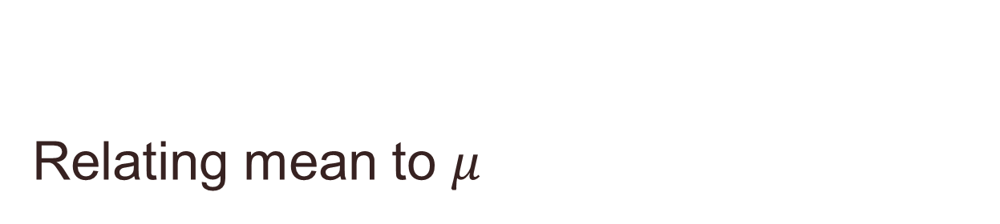 Relating mean to 𝜇